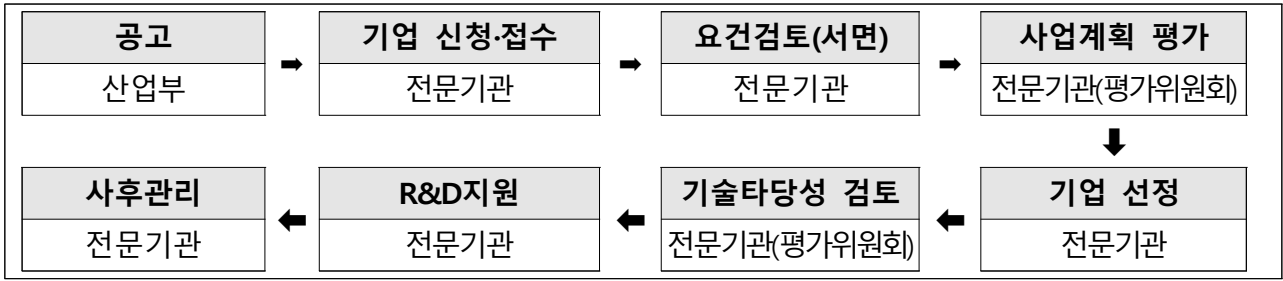 공고
산업부
➡
기업 신청·접수
전문기관
➡
요건검토(서면)
전문기관
➡
사업계획 평가
전문기관(평가위원회)
⬇
기업 선정
전문기관
⬅
기술타당성 검토
전문기관(평가위원회)
⬅
R&D지원
전문기관
⬅
사후관리
전문기관